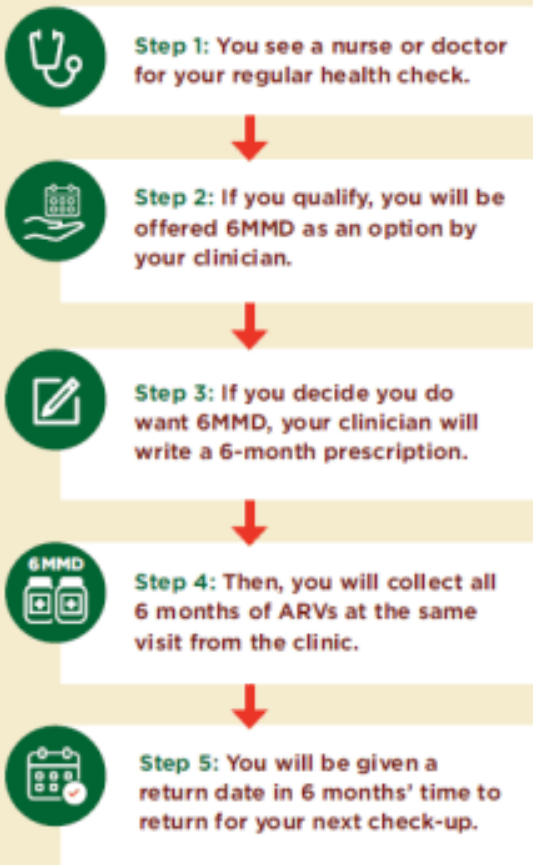 Step 1: You see a nurse or doctor
for your regular health check.
Step 2: If you qualify, you will be
offered 6MMD as an option by
your clinician.
Step 3: If you decide you do
want 6MMD, your clinician will
write a 6-month prescription.
6MMD
Step 4: Then, you will collect all
6 months of ARVs at the same
visit from the clinic.
Step 5: You will be given a
return date in 6 months' time to
return for your next check-up.